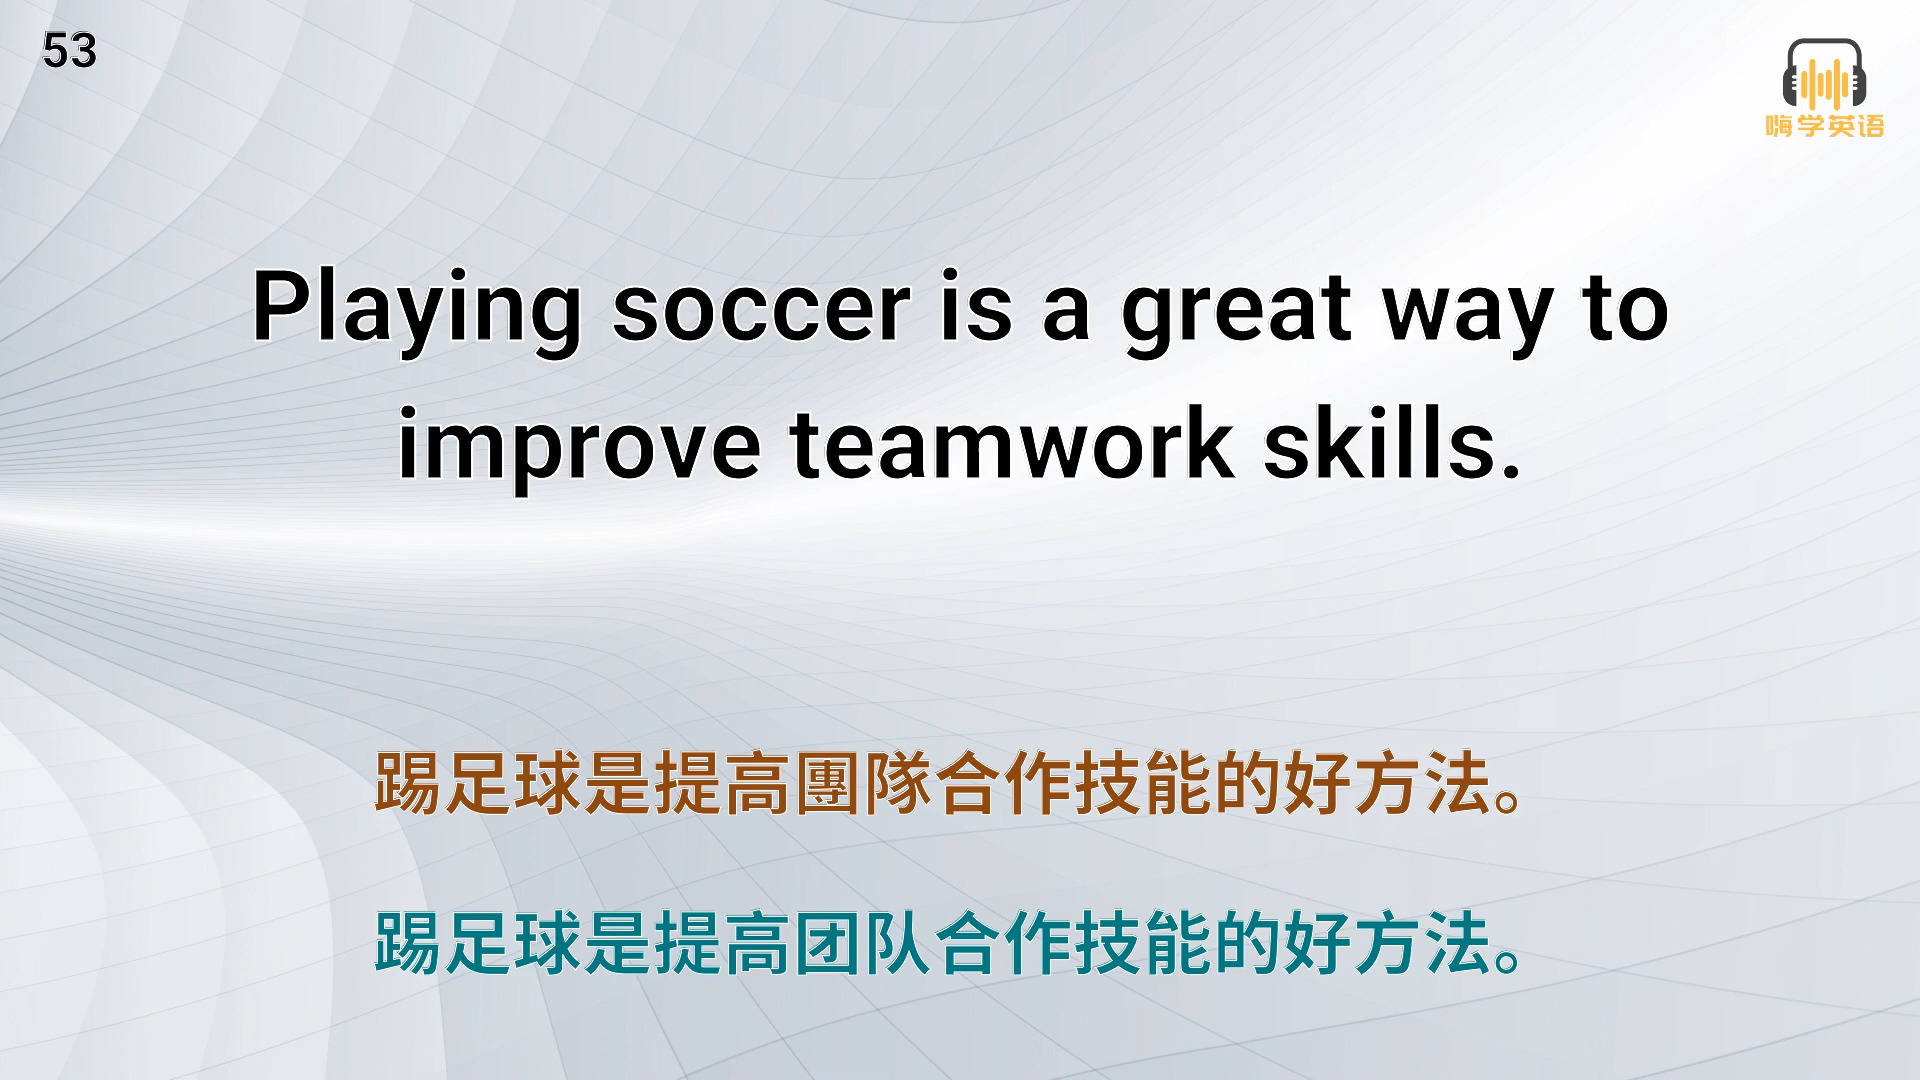 53
嗨学英语
Playing soccer is a great way to
improve teamwork skills.
踢足球是提高團隊合作技能的好方法。
踢足球是提高团队合作技能的好方法。